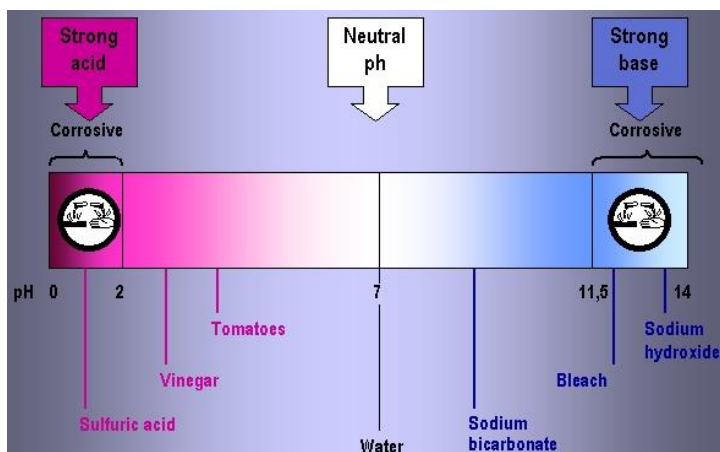 Strong
acid
Neutral
ph
Strong
base
Corrosive
Corrosive
pH 0 2 7 11,5 14
Tomatoes
Sodium
hydroxide
Vinegar
Bleach
Sulfuric acid
Water
Sodium
bicarbonate